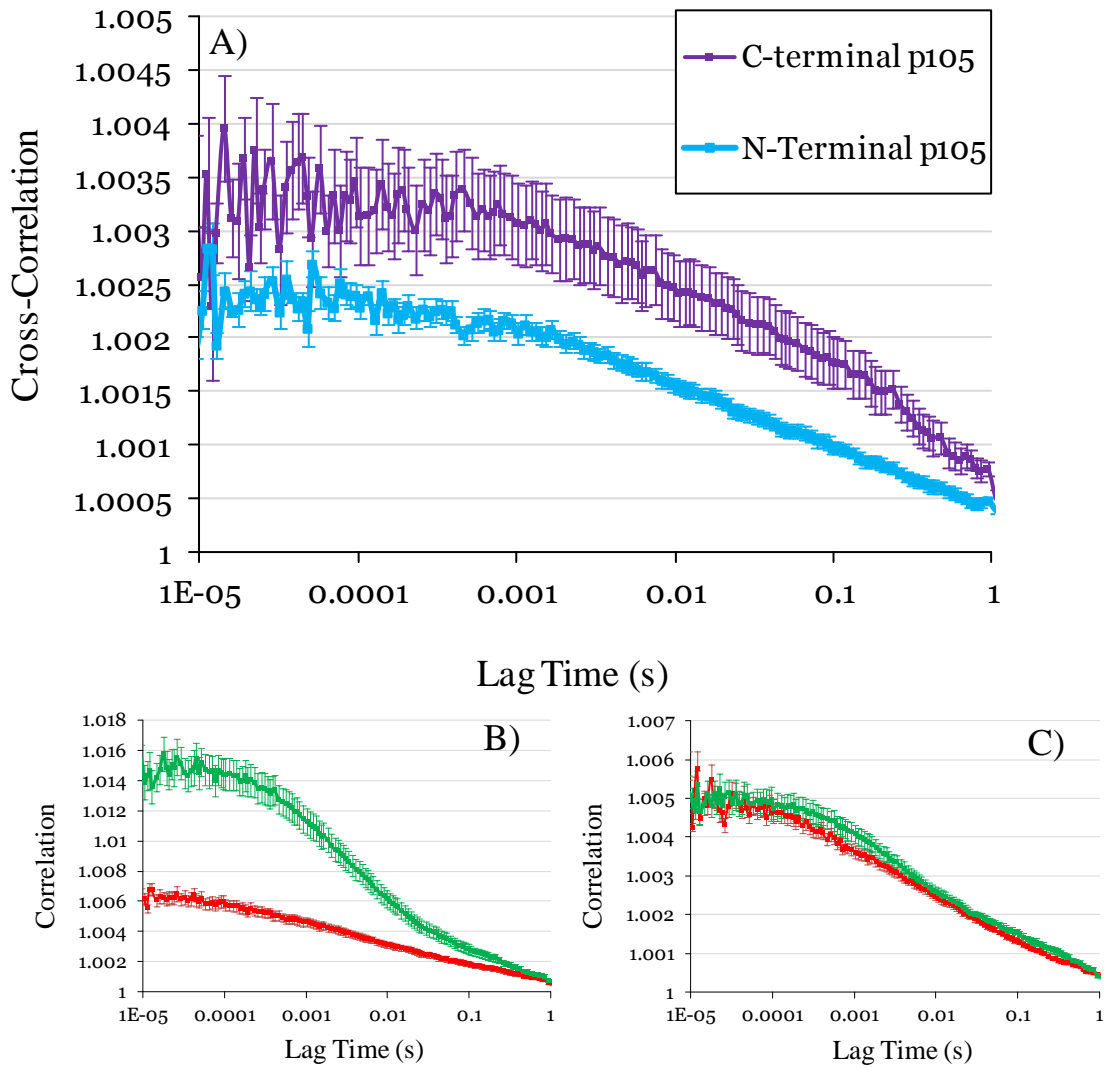 A)
C-terminal p105
N-Terminal p105
Cross-Correlation
1.005
1.0045
1.004
1.0035
1.003
1.0025
1.002
1.0015
1.001
1.0005
1
1E-05 0.0001 0.001 0.01 0.1 1
Lag Time (s)
B)
Correlation
1.018
1.016
1.014
1.012
1.01
1.008
1.006
1.004
1.002
1
1E-05 0.0001 0.001 0.01 0.1 1
Lag Time (s)
C)
Correlation
1.007
1.006
1.005
1.004
1.003
1.002
1.001
1
1E-05 0.0001 0.001 0.01 0.1 1
Lag Time (s)